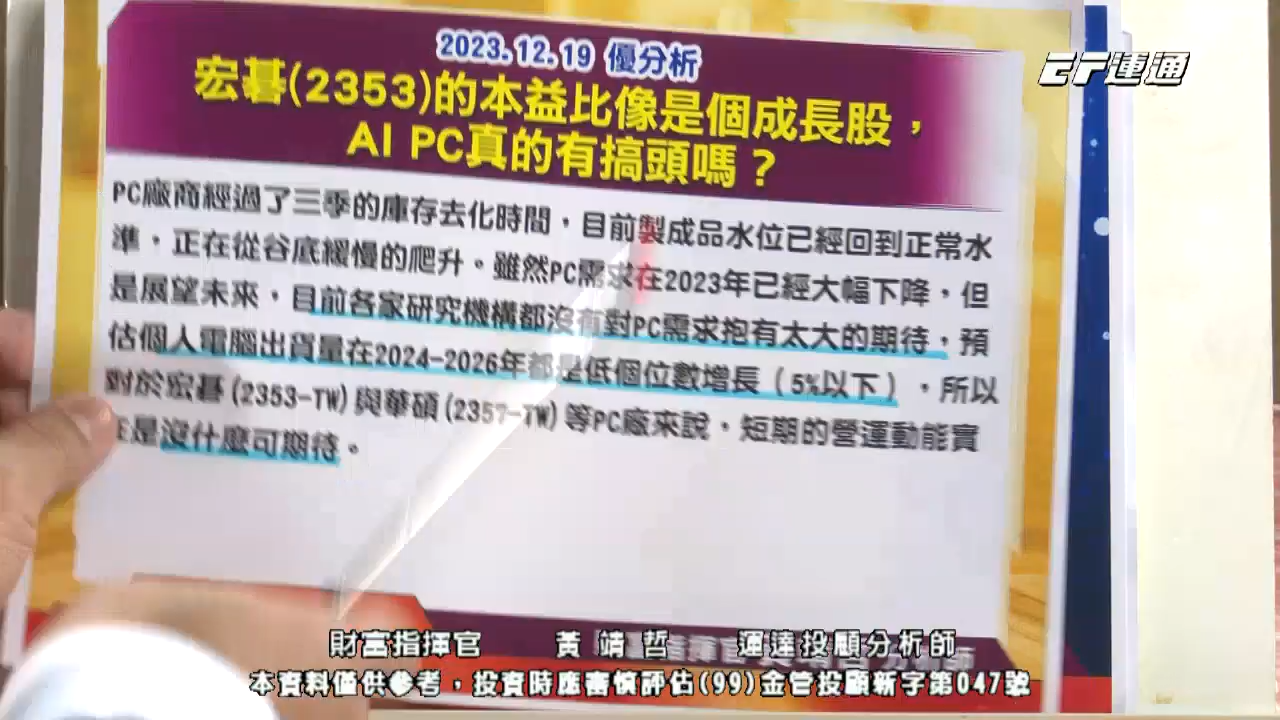 2023.12.19 優分析
EF運通
宏碁(2353)的本益比像是個成長股，
AI PC真的有搞頭嗎？
PC廠商經過了三季的庫存去化時間，目前製成品水位已經回到正常水
準，正在從谷底緩慢的爬升。雖然PC需求在2023年已經大幅下降，但
是展望未來，目前各家研究機構都沒有對PC需求抱有太大的期待，預
估個人電腦出貨量在2024-2026年都是低個位數增長（5%以下），所以
對於宏碁(2353-TW)與華碩(2357-TW)等PC廠來說，短期的營運動能實
在是沒什麼可期待。
財富指揮官 黃靖哲 運達投顧分析師
本資料僅供參考，投資時應審慎評估(99)金管投顧新字第047號